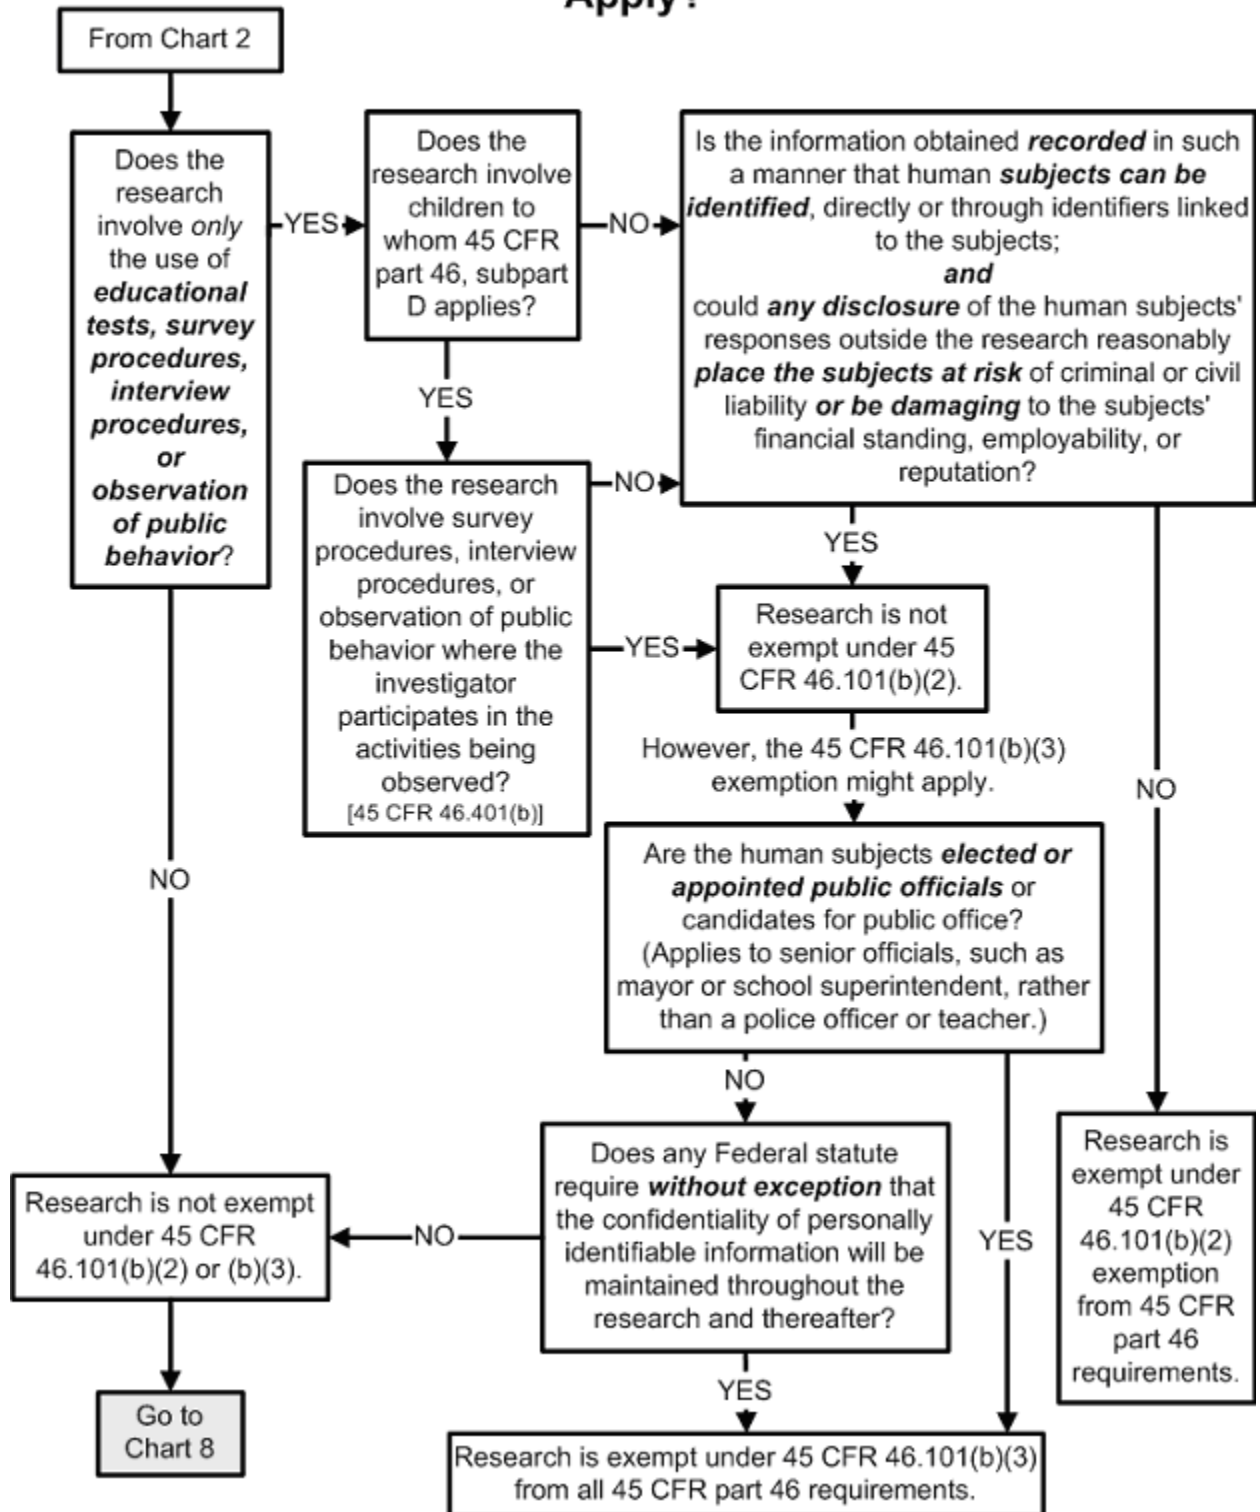 Apply?
From Chart 2
Does the
research
involve only
the use of
educational
tests, survey
procedures,
interview
procedures,
or
observation
of public
behavior?
YES
Does the
research involve
children to
whom 45 CFR
part 46, subpart
D applies?
NO
Is the information obtained recorded in such
a manner that human subjects can be
identified, directly or through identifiers linked
to the subjects;
and
could any disclosure of the human subjects'
responses outside the research reasonably
place the subjects at risk of criminal or civil
liability or be damaging to the subjects'
financial standing, employability, or
reputation?
YES
Does the research
involve survey
procedures, interview
procedures, or
observation of public
behavior where the
investigator
participates in the
activities being
observed?
[45 CFR 46.401(b)]
NO
YES
YES
Research is not
exempt under 45
CFR 46.101(b)(2).
However, the 45 CFR 46.101(b)(3)
exemption might apply.
NO
NO
Are the human subjects elected or
appointed public officials or
candidates for public office?
(Applies to senior officials, such as
mayor or school superintendent, rather
than a police officer or teacher.)
NO
YES
Does any Federal statute
require without exception that
the confidentiality of personally
identifiable information will be
maintained throughout the
research and thereafter?
NO
Research is not exempt
under 45 CFR
46.101(b)(2) or (b)(3).
Research is
exempt under
45 CFR
46.101(b)(2)
exemption
from 45 CFR
part 46
requirements.
YES
Go to
Chart 8
Research is exempt under 45 CFR 46.101(b)(3)
from all 45 CFR part 46 requirements.